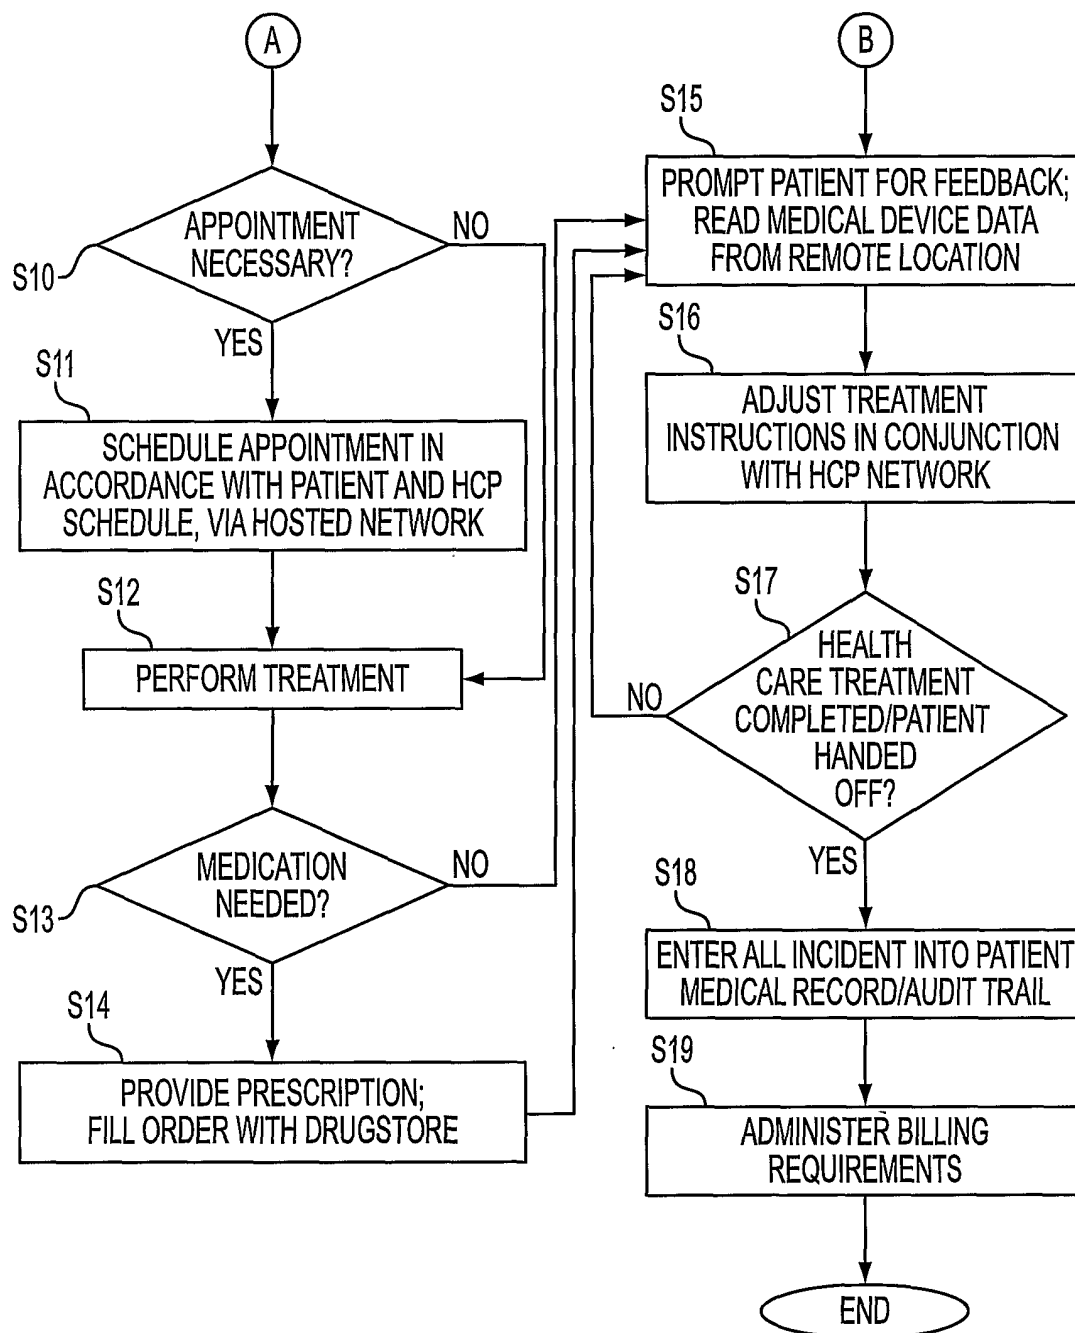 A
S10
APPOINTMENT
NECESSARY?
NO
YES
S11
SCHEDULE APPOINTMENT IN
ACCORDANCE WITH PATIENT AND HCP
SCHEDULE, VIA HOSTED NETWORK
S12
PERFORM TREATMENT
S13
MEDICATION
NEEDED?
NO
YES
S14
PROVIDE PRESCRIPTION;
FILL ORDER WITH DRUGSTORE
B
S15
PROMPT PATIENT FOR FEEDBACK;
READ MEDICAL DEVICE DATA
FROM REMOTE LOCATION
S16
ADJUST TREATMENT
INSTRUCTIONS IN CONJUNCTION
WITH HCP NETWORK
S17
HEALTH
CARE TREATMENT
COMPLETED/PATIENT
HANDED
OFF?
NO
YES
S18
ENTER ALL INCIDENT INTO PATIENT
MEDICAL RECORD/AUDIT TRAIL
S19
ADMINISTER BILLING
REQUIREMENTS
END